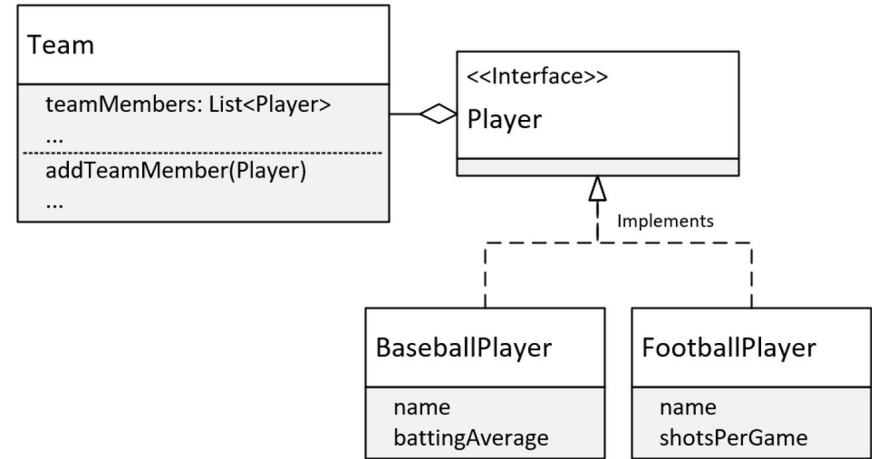 Team
teamMembers: List<Player>
...
addTeamMember(Player)
...
<<Interface>>
Player
Implements
BaseballPlayer
name
battingAverage
FootballPlayer
name
shotsPerGame